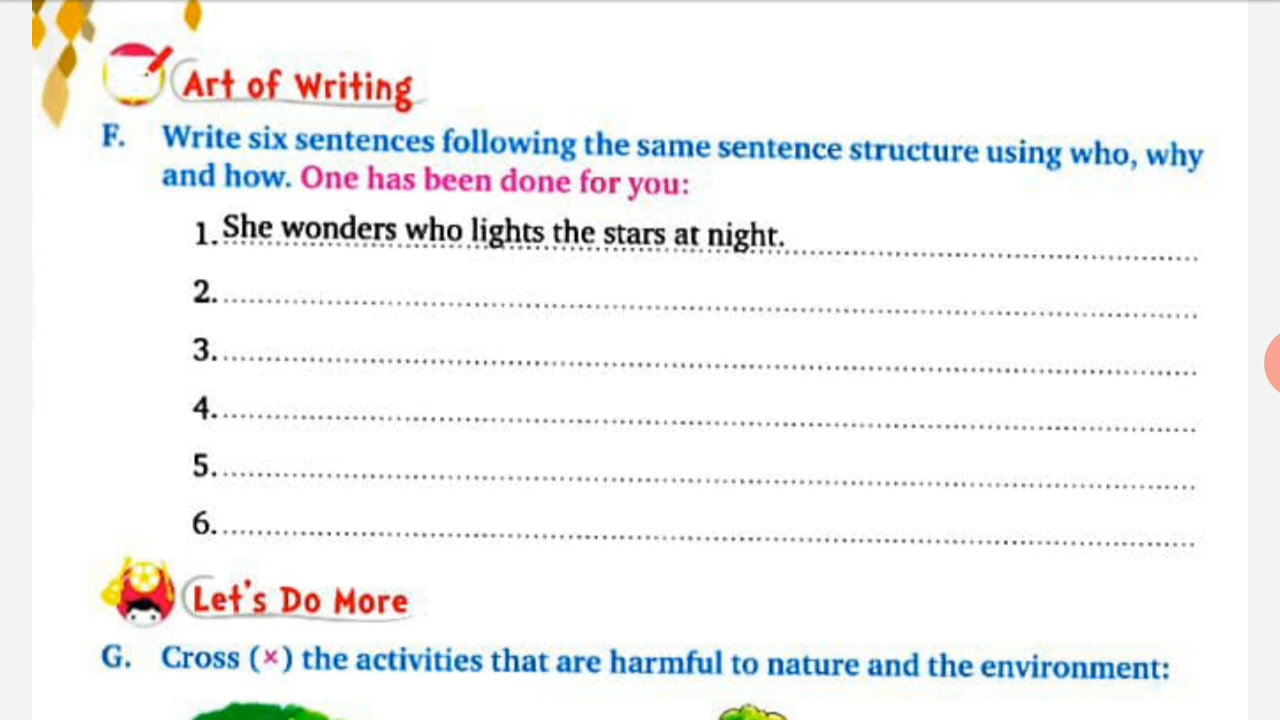 Art of Writing
F. Write six sentences following the same sentence structure using who, why
and how. One has been done for you:
1. She wonders who lights the stars at night.
2.
3.
4.
5.
6.
Let's Do More
G. Cross (×) the activities that are harmful to nature and the environment: